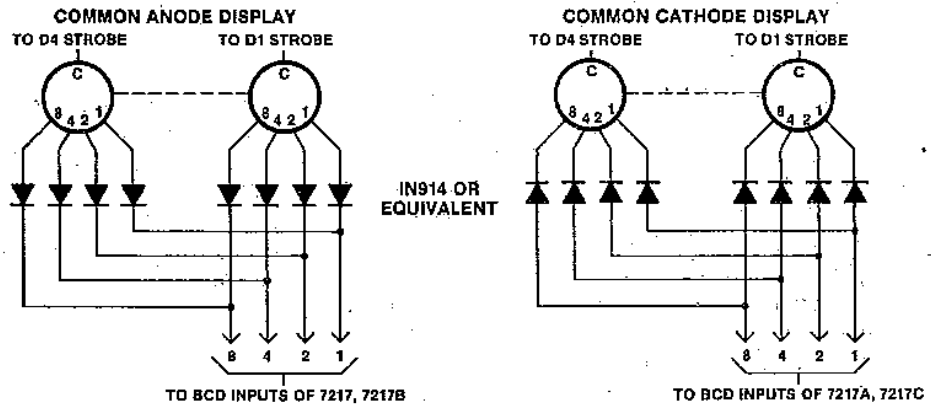 COMMON ANODE DISPLAY
TO D4 STROBE
TO D1 STROBE
C
8 4 2 1
C
8 4 2 1
8 4 2 1
TO BCD INPUTS OF 7217, 7217B
IN914 OR
EQUIVALENT
COMMON CATHODE DISPLAY
TO D4 STROBE
TO D1 STROBE
C
8 4 2 1
C
8 4 2 1
8 4 2 1
TO BCD INPUTS OF 7217A, 7217C